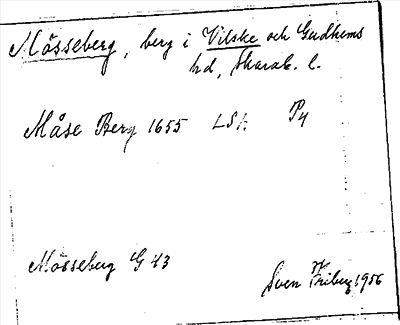 Mösseberg, berg i Vilske och Gudhems
hd, Skarab. l.
Måse Berg 1655 LSA P4
Mösseberg G 43
Sven Friberg 1956